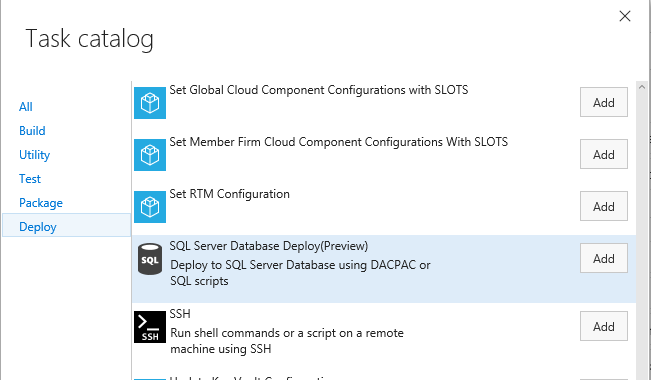 Task catalog
All
Build
Utility
Test
Package
Deploy
Set Global Cloud Component Configurations with SLOTS
Add
Set Member Firm Cloud Component Configurations With SLOTS
Add
Set RTM Configuration
Add
SQL
SQL Server Database Deploy(Preview)
Deploy to SQL Server Database using DACPAC or
SQL scripts
Add
SSH
SSH
Run shell commands or a script on a remote
machine using SSH
Add